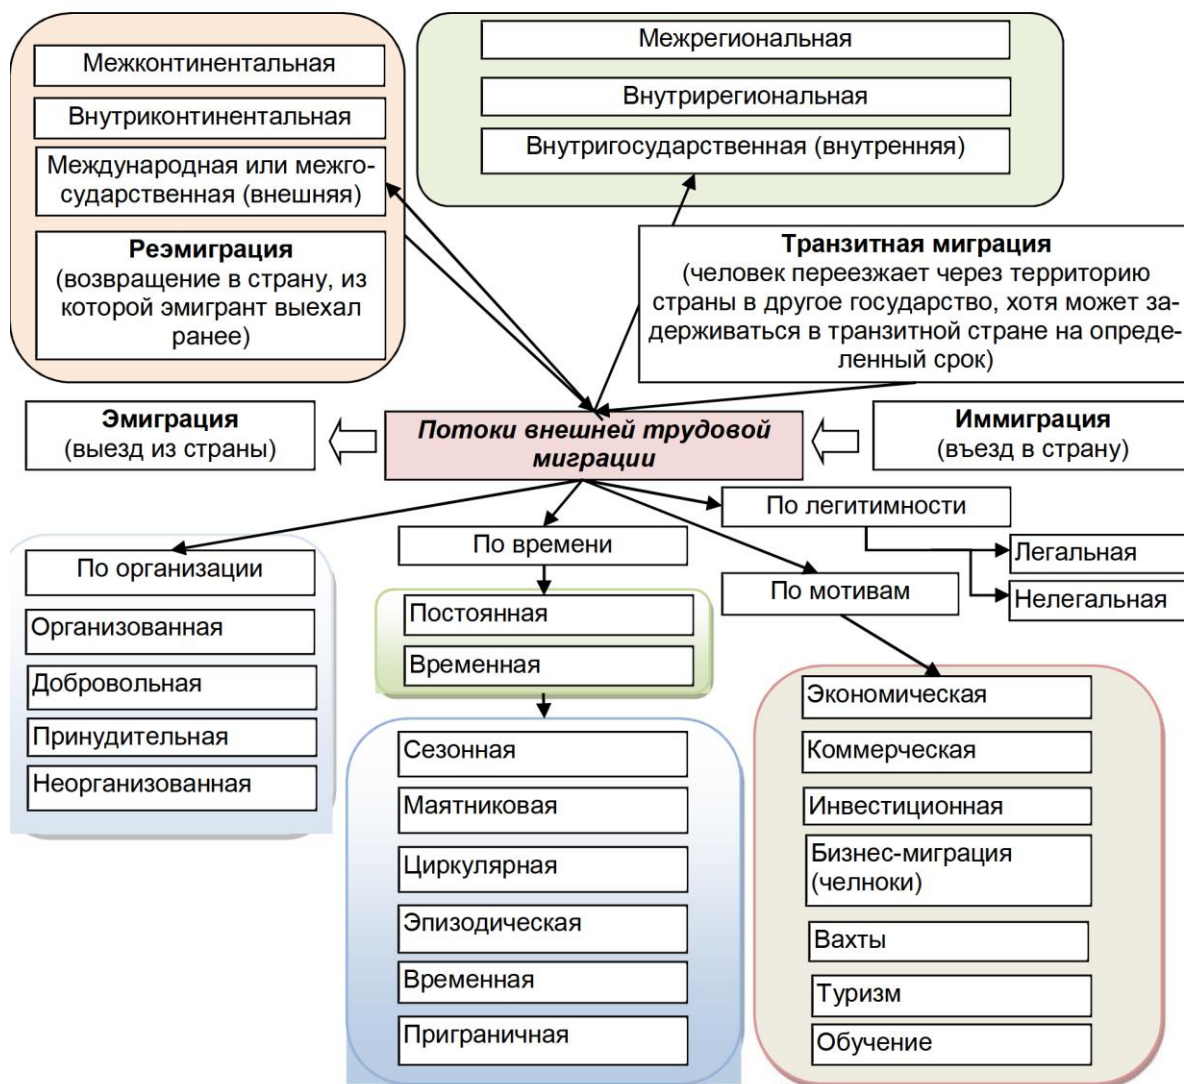 Межконтинентальная
Внутриконтинентальная
Международная или межго-
сударственная (внешняя)
Реэмиграция
(возвращение в страну, из
которой эмигрант выехал
ранее)
Межрегиональная
Внутрирегиональная
Внутригосударственная (внутренняя)
Транзитная миграция
(человек переезжает через территорию
страны в другое государство, хотя может за-
держиваться в транзитной стране на опреде-
ленный срок)
Эмиграция
(выезд из страны)
Потоки внешней трудовой
миграции
Иммиграция
(въезд в страну)
По организации
Организованная
Добровольная
Принудительная
Неорганизованная
По времени
Постоянная
Временная
Сезонная
Маятниковая
Циркулярная
Эпизодическая
Временная
Приграничная
По легитимности
Легальная
Нелегальная
По мотивам
Экономическая
Коммерческая
Инвестиционная
Бизнес-миграция
(челноки)
Вахты
Туризм
Обучение